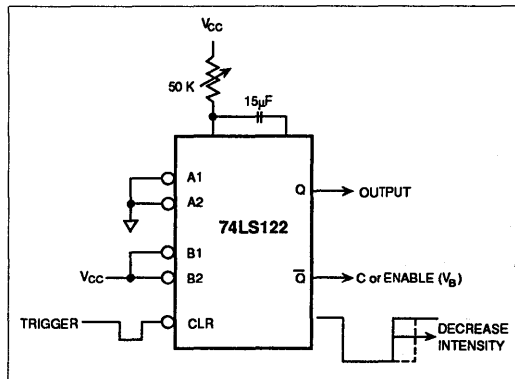 VCC
50 K
15µF
A1
A2
Q
OUTPUT
74LS122
B1
VCC
B2
Q̅
C or ENABLE (VB)
TRIGGER
CLR
DECREASE
INTENSITY